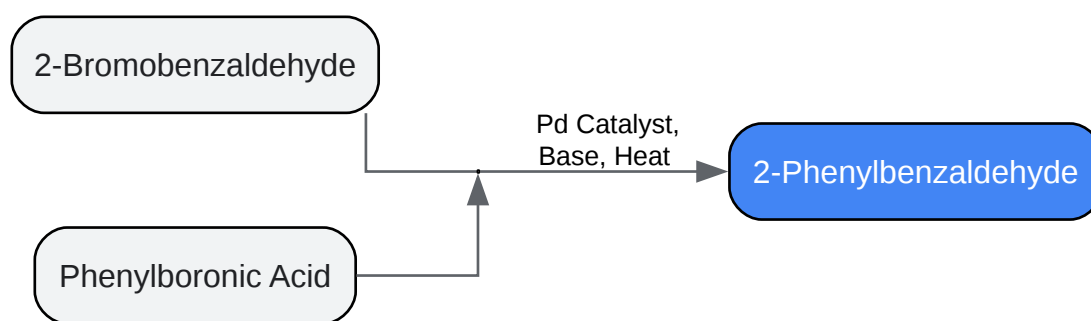 2-Bromobenzaldehyde
Pd Catalyst,
Base, Heat
2-Phenylbenzaldehyde
Phenylboronic Acid